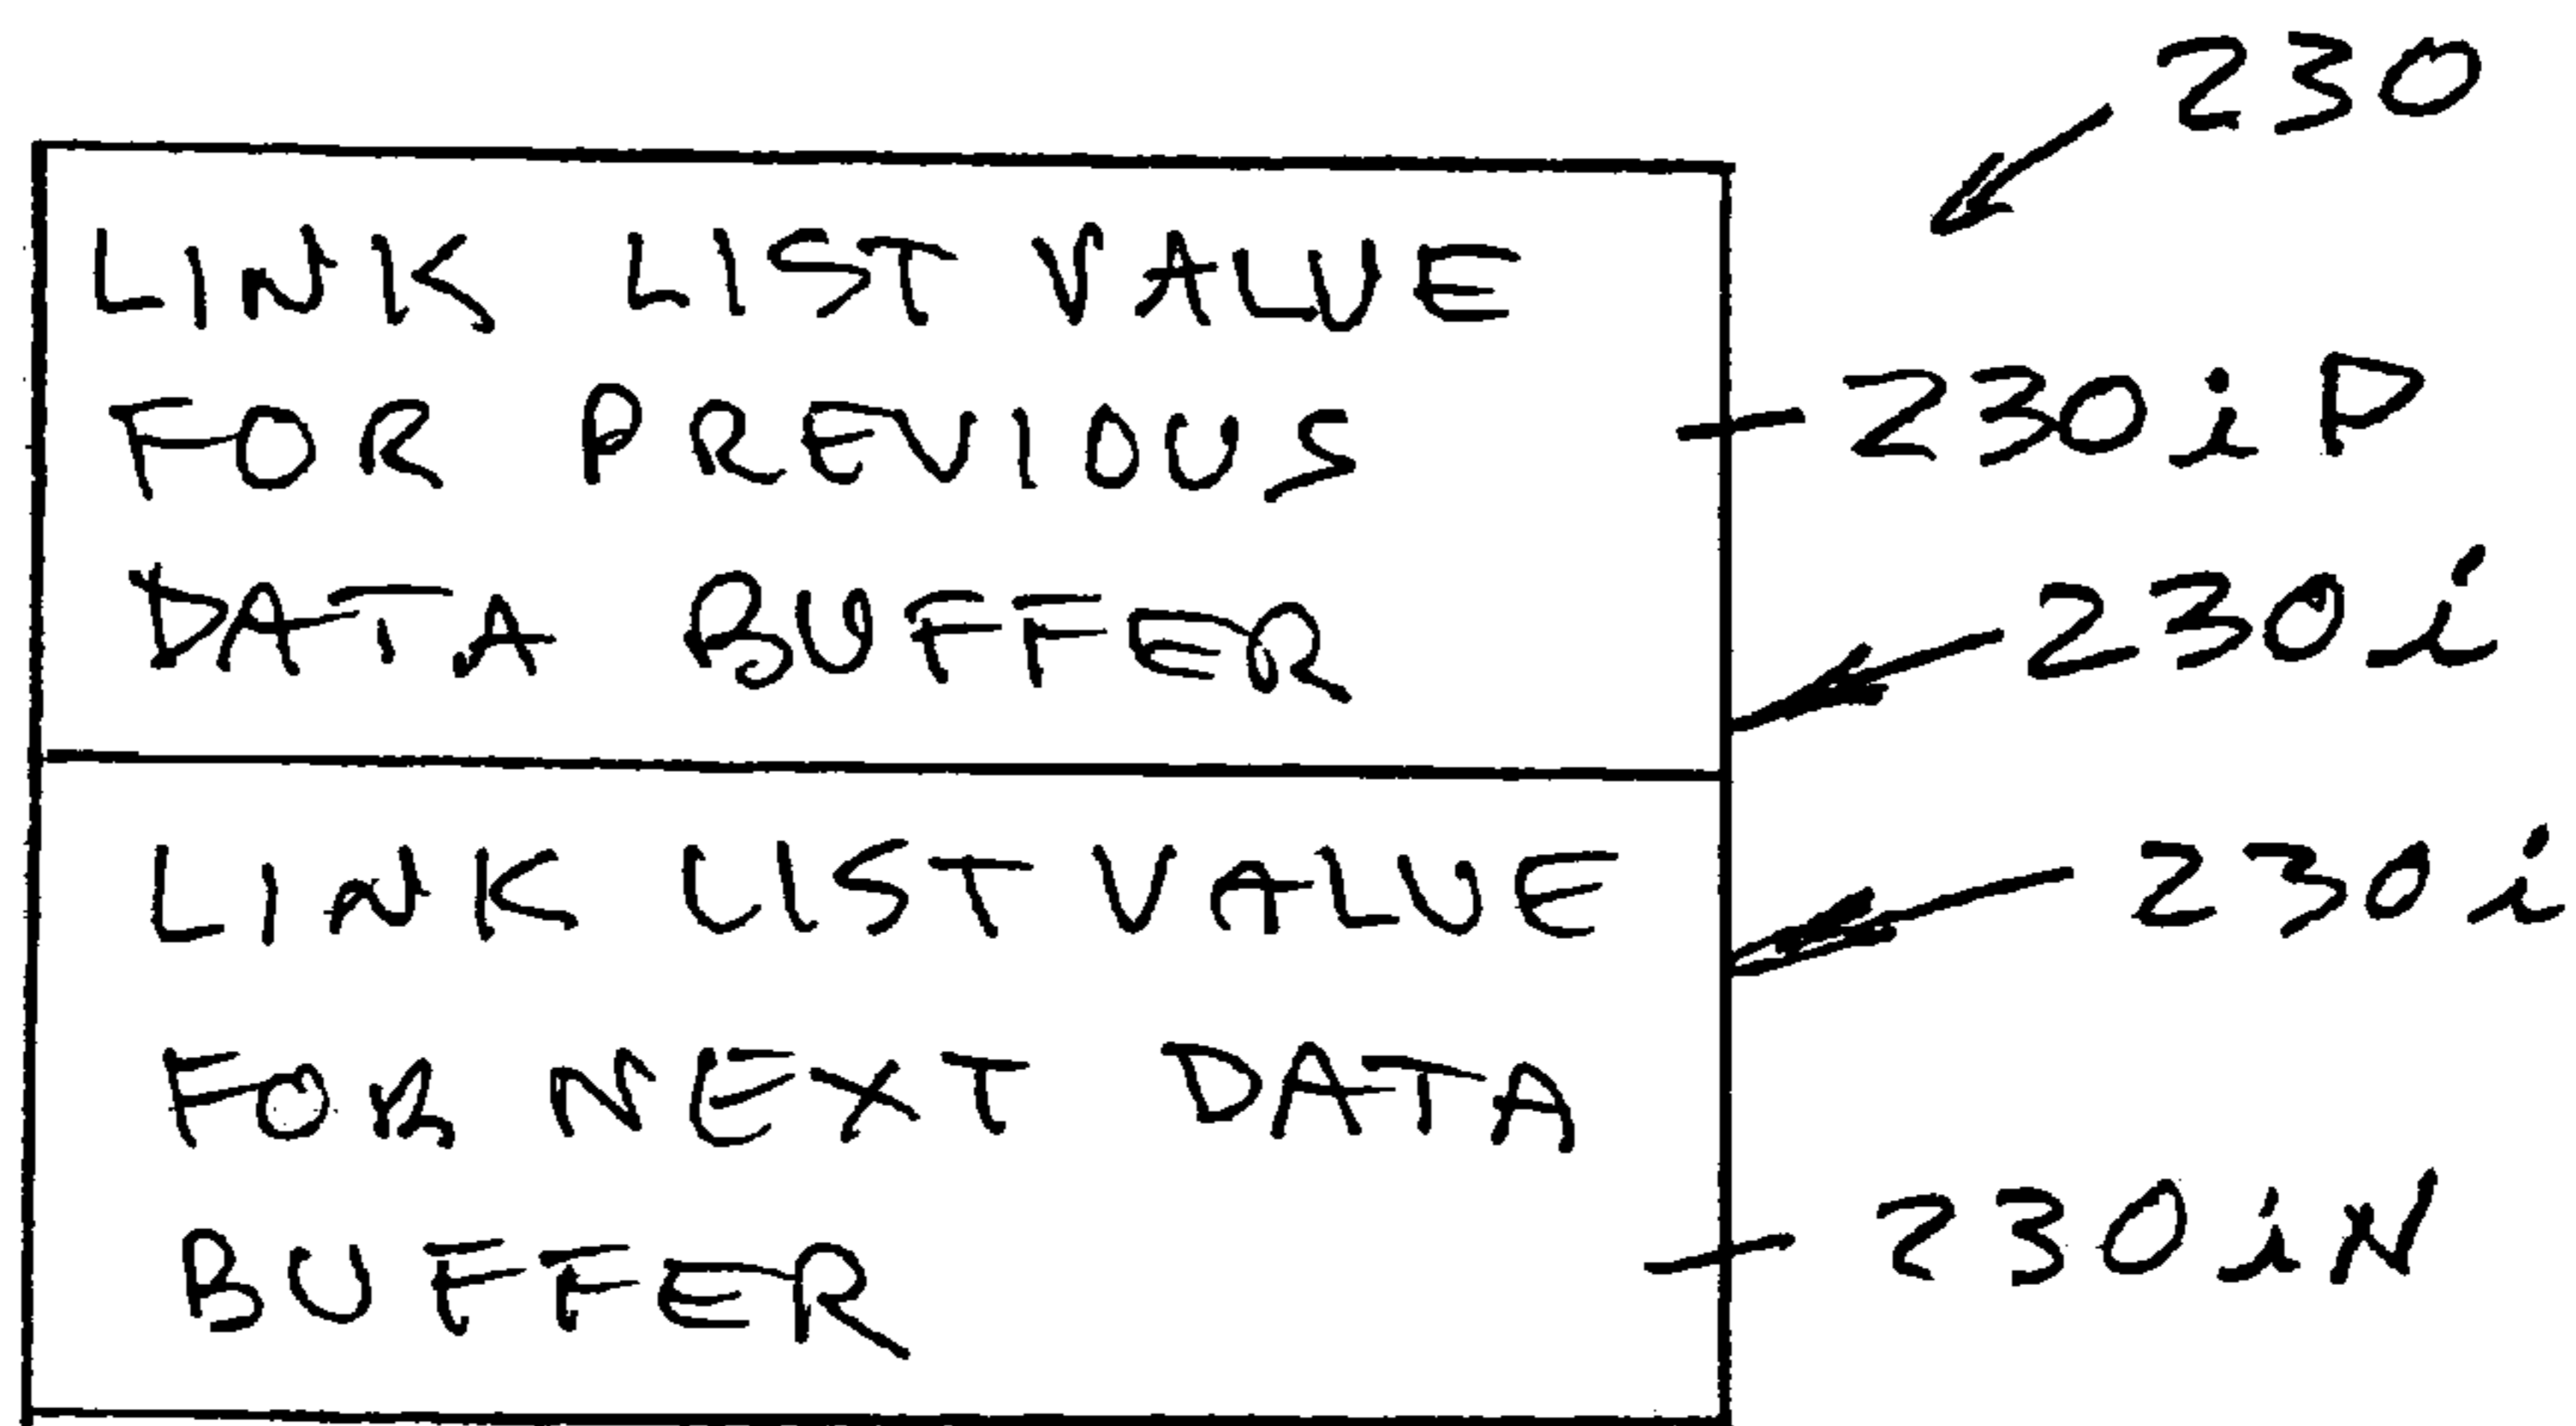 230
LINK LIST VALUE
FOR PREVIOUS 230iP
DATA BUFFER 230i
LINK LIST VALUE 230i
FOR NEXT DATA
BUFFER 230iN